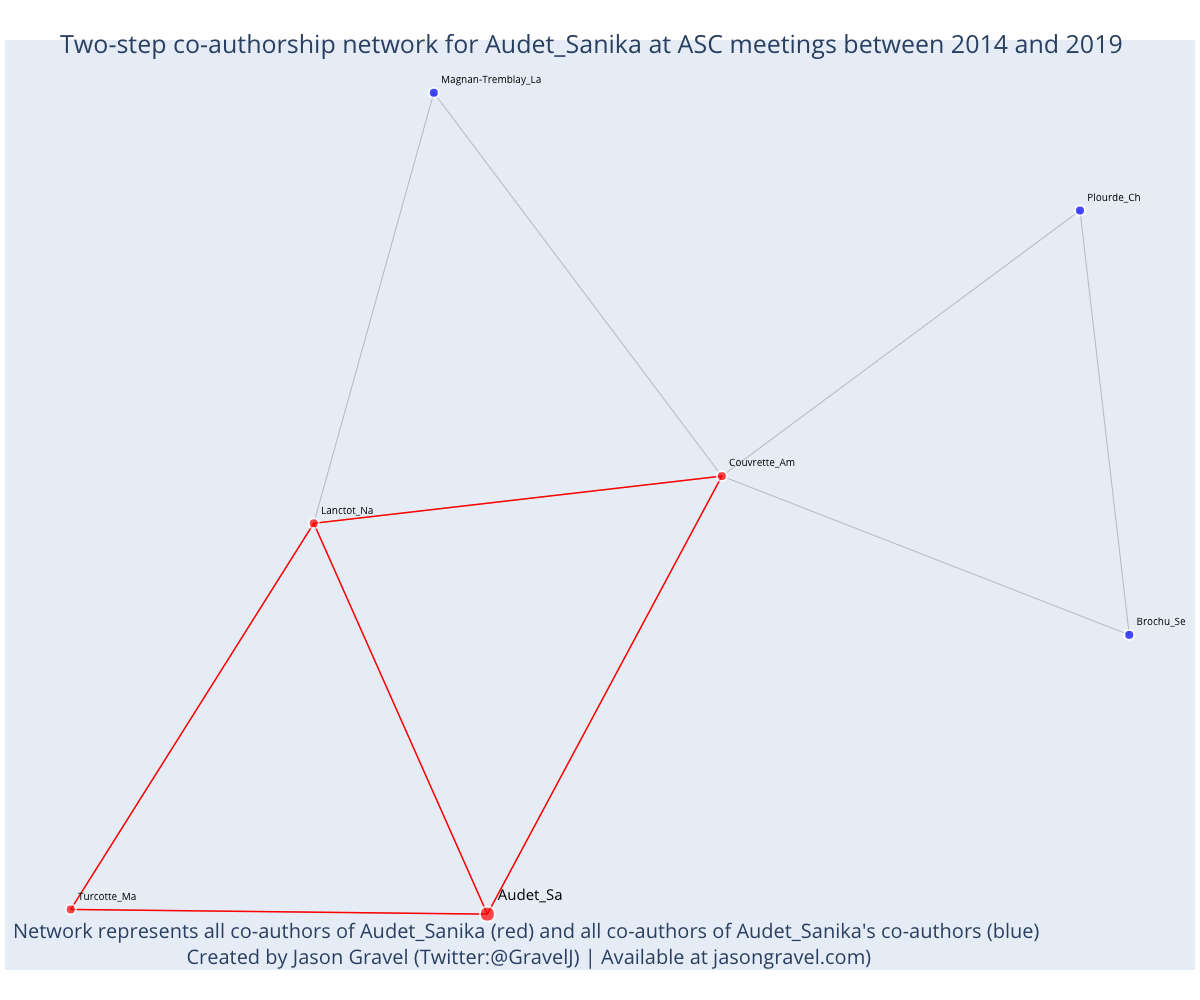 Two-step co-authorship network for Audet_Sanika at ASC meetings between 2014 and 2019
Magnan-Tremblay_La
Plourde_Ch
Couvrette_Am
Lanctot_Na
Brochu_Se
Turcotte_Ma
Audet_Sa
Network represents all co-authors of Audet_Sanika (red) and all co-authors of Audet_Sanika's co-authors (blue)
Created by Jason Gravel (Twitter:@GravelJ) | Available at jasongravel.com)